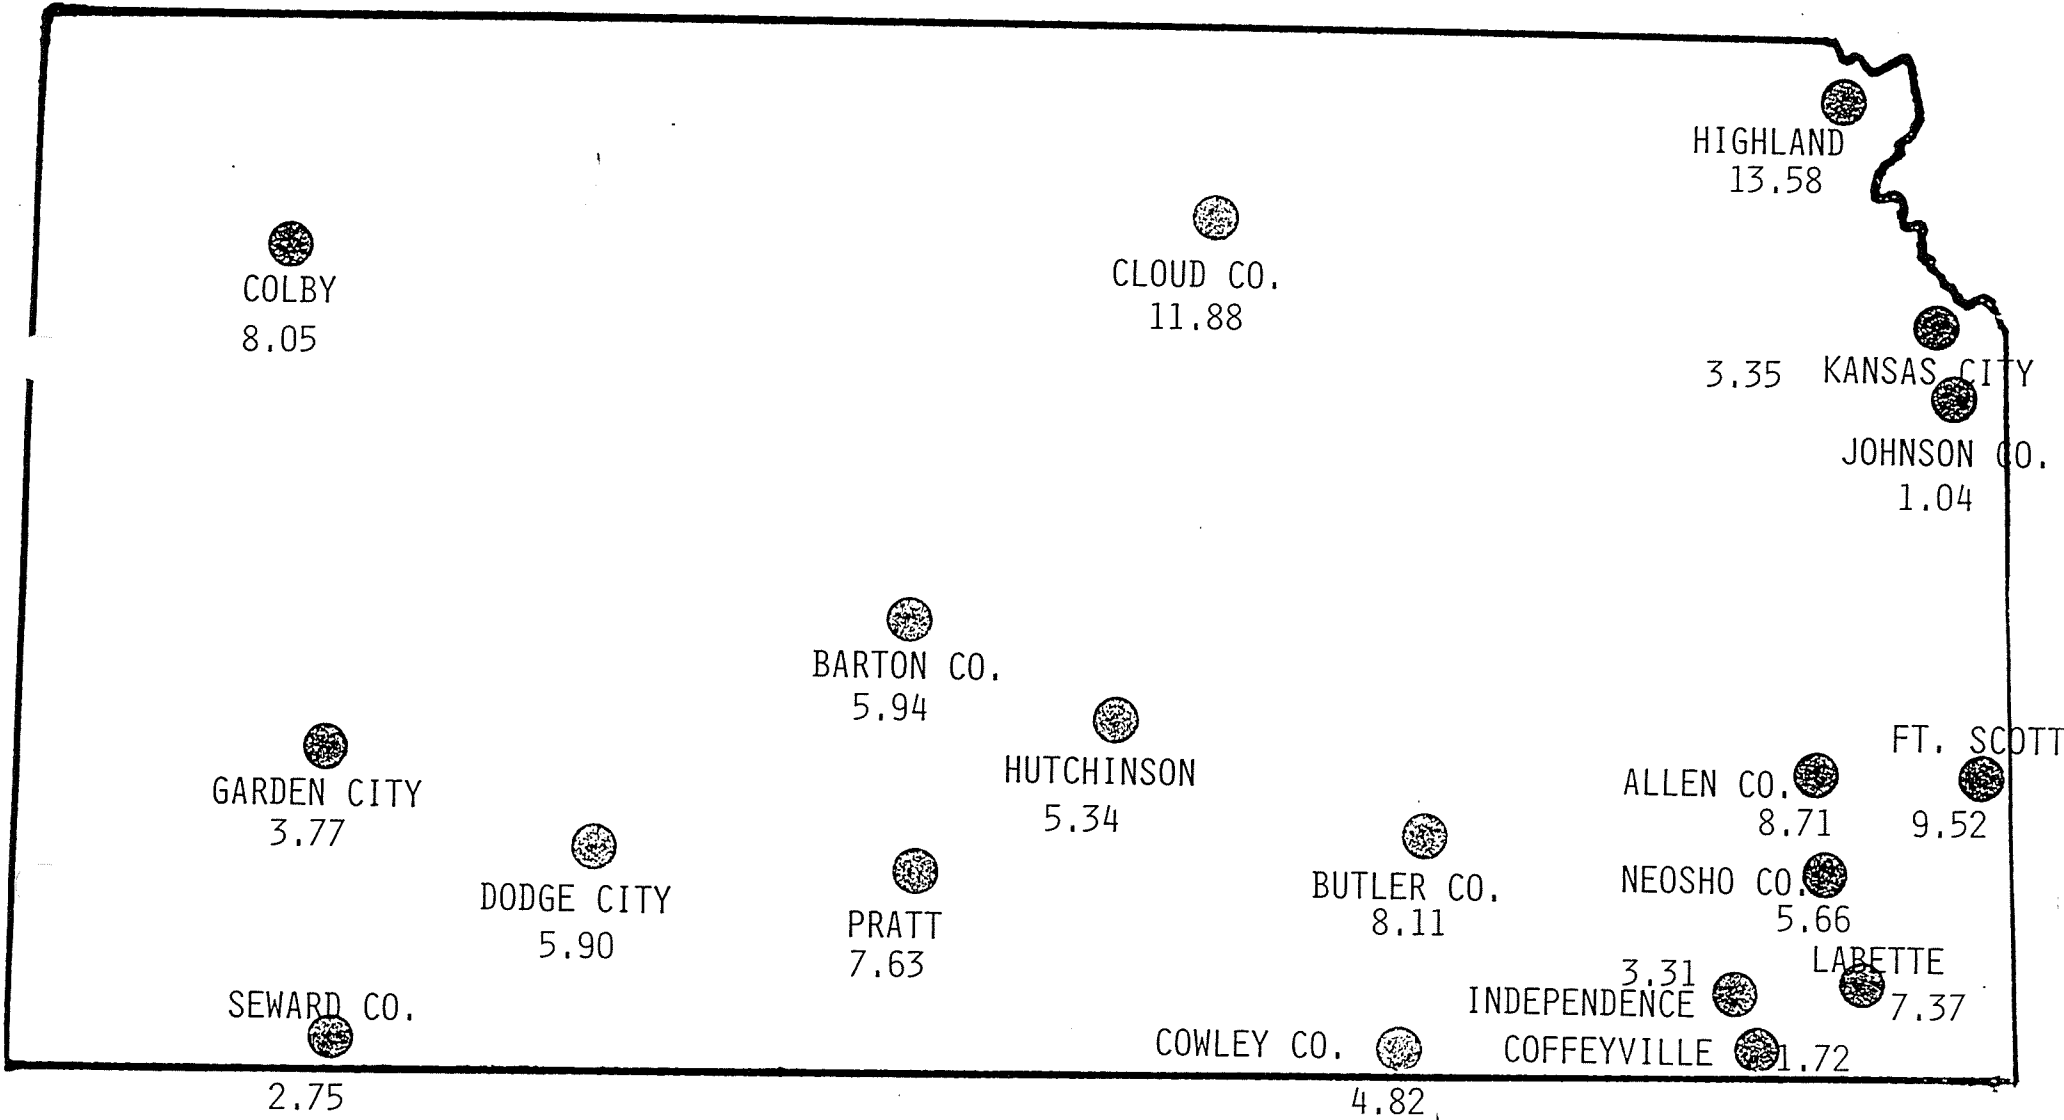 HIGHLAND
13.58
COLBY
8.05
CLOUD CO.
11.88
3.35 KANSAS CITY
JOHNSON CO.
1.04
BARTON CO.
5.94
HUTCHINSON
5.34
GARDEN CITY
3.77
DODGE CITY
5.90
PRATT
7.63
BUTLER CO.
8.11
ALLEN CO.
8.71
FT. SCOTT
9.52
NEOSHO CO.
5.66
LABETTE
7.37
3.31
INDEPENDENCE
SEWARD CO.
2.75
COWLEY CO.
4.82
COFFEYVILLE 1.72